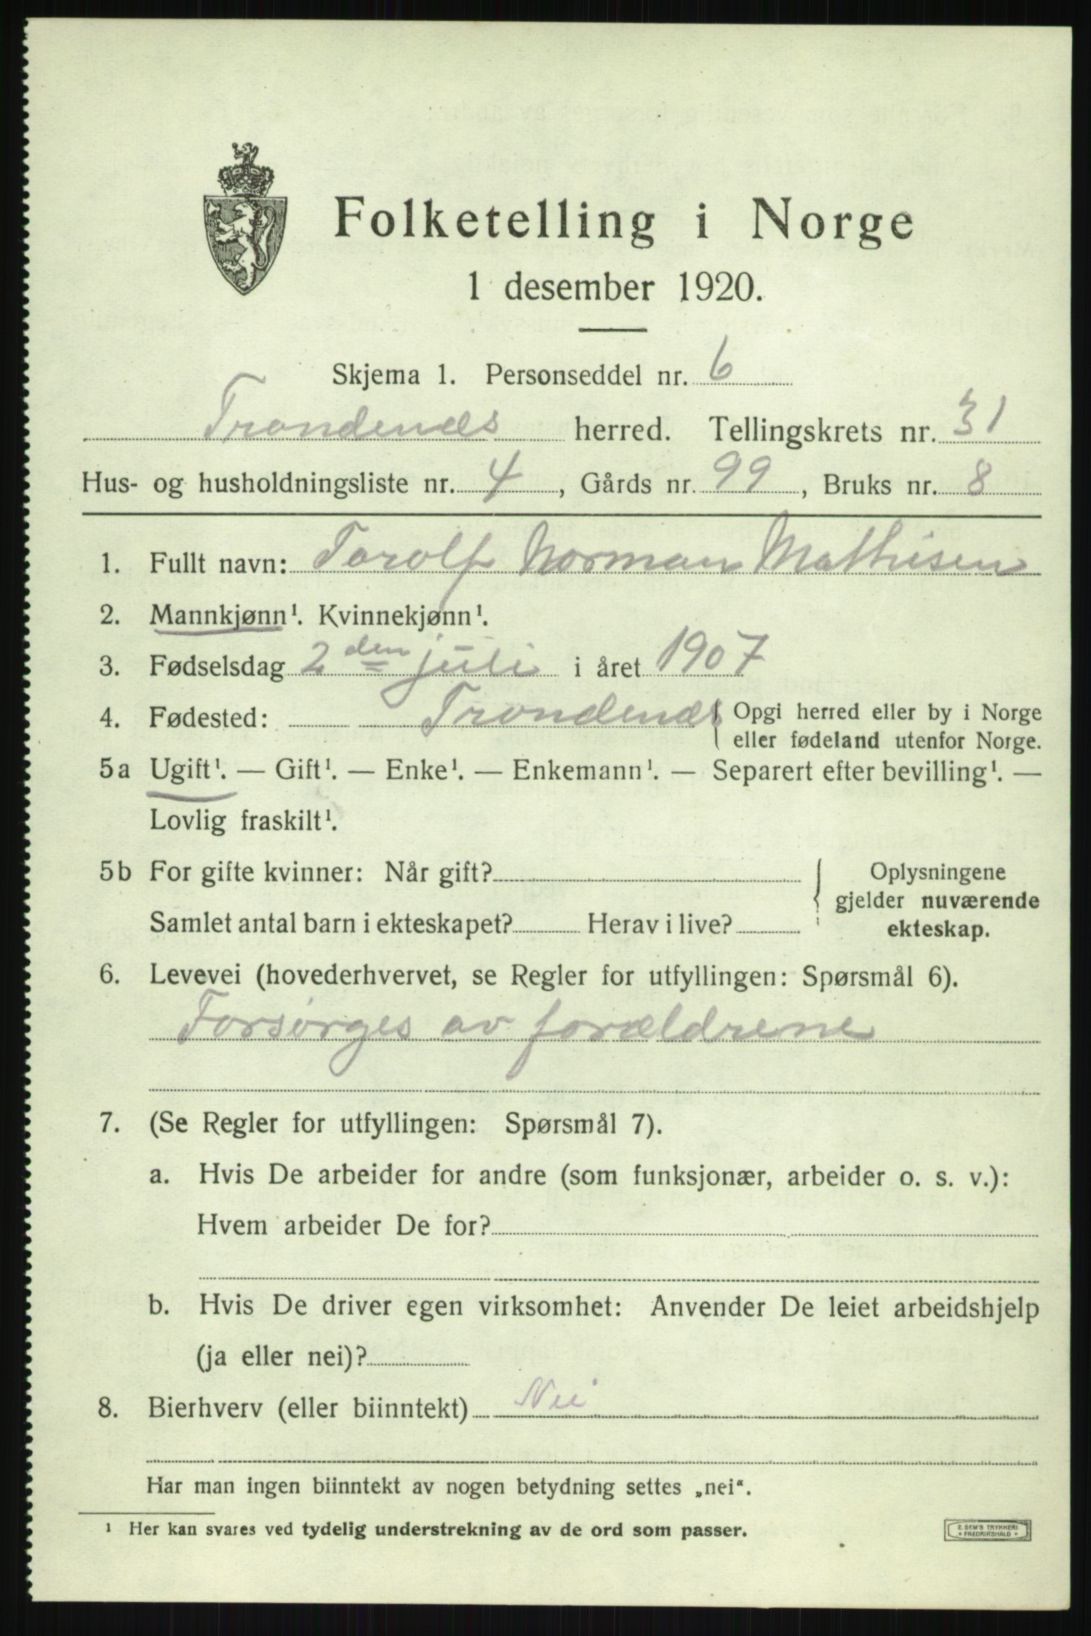 Folketelling i Norge
1 desember 1920.
Skjema 1. Personseddel nr. 6
Trondenæs herred. Tellingskrets nr. 31
Hus- og husholdningsliste nr. 4, Gårds nr. 99, Bruks nr. 8
1. Fullt navn: Torolf Norman Mathisen
2. Mannkjønn¹. Kvinnekjønn¹.
3. Fødselsdag 2den juli i året 1907
4. Fødested: Trondenæs { Opgi herred eller by i Norge
eller fødeland utenfor Norge.
5a Ugift¹. — Gift¹. — Enke¹. — Enkemann¹. — Separert efter bevilling¹. —
Lovlig fraskilt¹.
5b For gifte kvinner: Når gift? { Oplysningene
gjelder nuværende
Samlet antal barn i ekteskapet? Herav i live? ekteskap.
6. Levevei (hovederhvervet, se Regler for utfyllingen: Spørsmål 6).
Forsørges av forældrene
7. (Se Regler for utfyllingen: Spørsmål 7).
a. Hvis De arbeider for andre (som funksjonær, arbeider o. s. v.):
Hvem arbeider De for?
b. Hvis De driver egen virksomhet: Anvender De leiet arbeidshjelp
(ja eller nei)?
8. Bierhverv (eller biinntekt) Nei
Har man ingen biinntekt av nogen betydning settes „nei“.
¹ Her kan svares ved tydelig understrekning av de ord som passer.
E. SEM'S TRYKKERI
• FREDRIKSHALD •